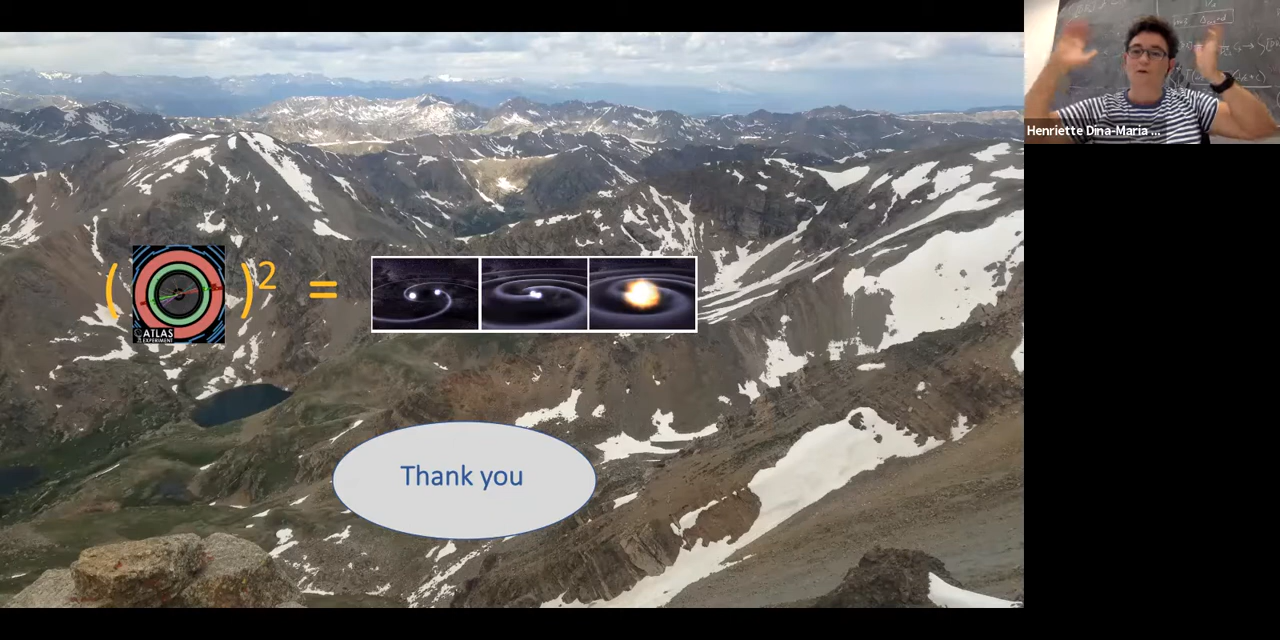 ( )² =
ATLAS
EXPERIMENT
Thank you
Henriette Dina-Maria ...